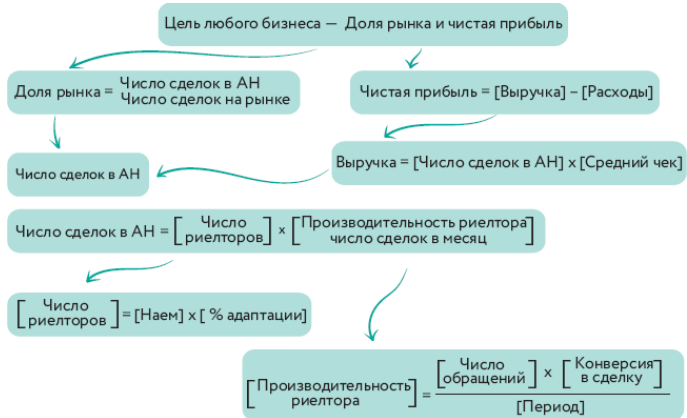 Цель любого бизнеса — Доля рынка и чистая прибыль
Доля рынка = Число сделок в АН
Число сделок на рынке
Чистая прибыль = [Выручка] – [Расходы]
Число сделок в АН
Выручка = [Число сделок в АН] x [Средний чек]
Число сделок в АН = [Число риелторов] x [Производительность риелтора число сделок в месяц]
[Число риелторов] = [Наем] x [ % адаптации]
[Производительность риелтора] = [Число обращений] x [Конверсия в сделку]
[Период]